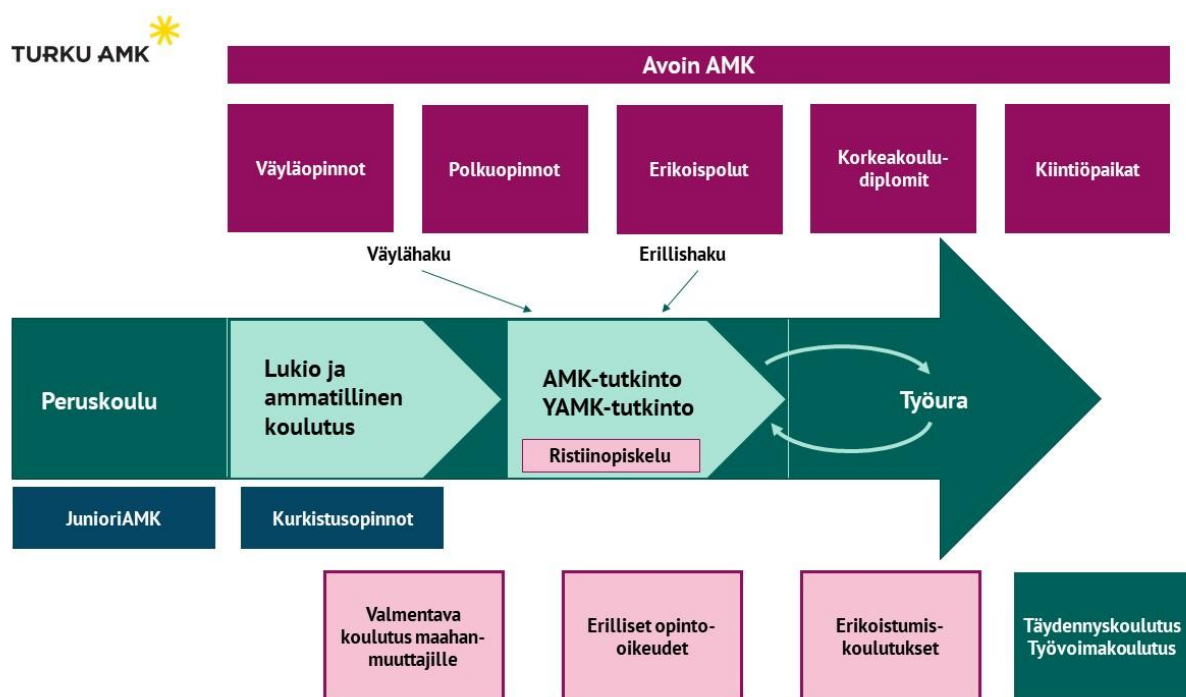 TURKU AMK
Avoin AMK
Väyläopinnot
Polkuopinnot
Erikoispolut
Korkeakoulu-
diplomit
Kiintiöpaikat
Väylähaku
Erillishaku
Peruskoulu
Lukio ja
ammatillinen
koulutus
AMK-tutkinto
YAMK-tutkinto
Ristiinopiskelu
Työura
JunioriAMK
Kurkistusopinnot
Valmentava
koulutus maahan-
muuttajille
Erilliset opinto-
oikeudet
Erikoistumis-
koulutukset
Täydennyskoulutus
Työvoimakoulutus